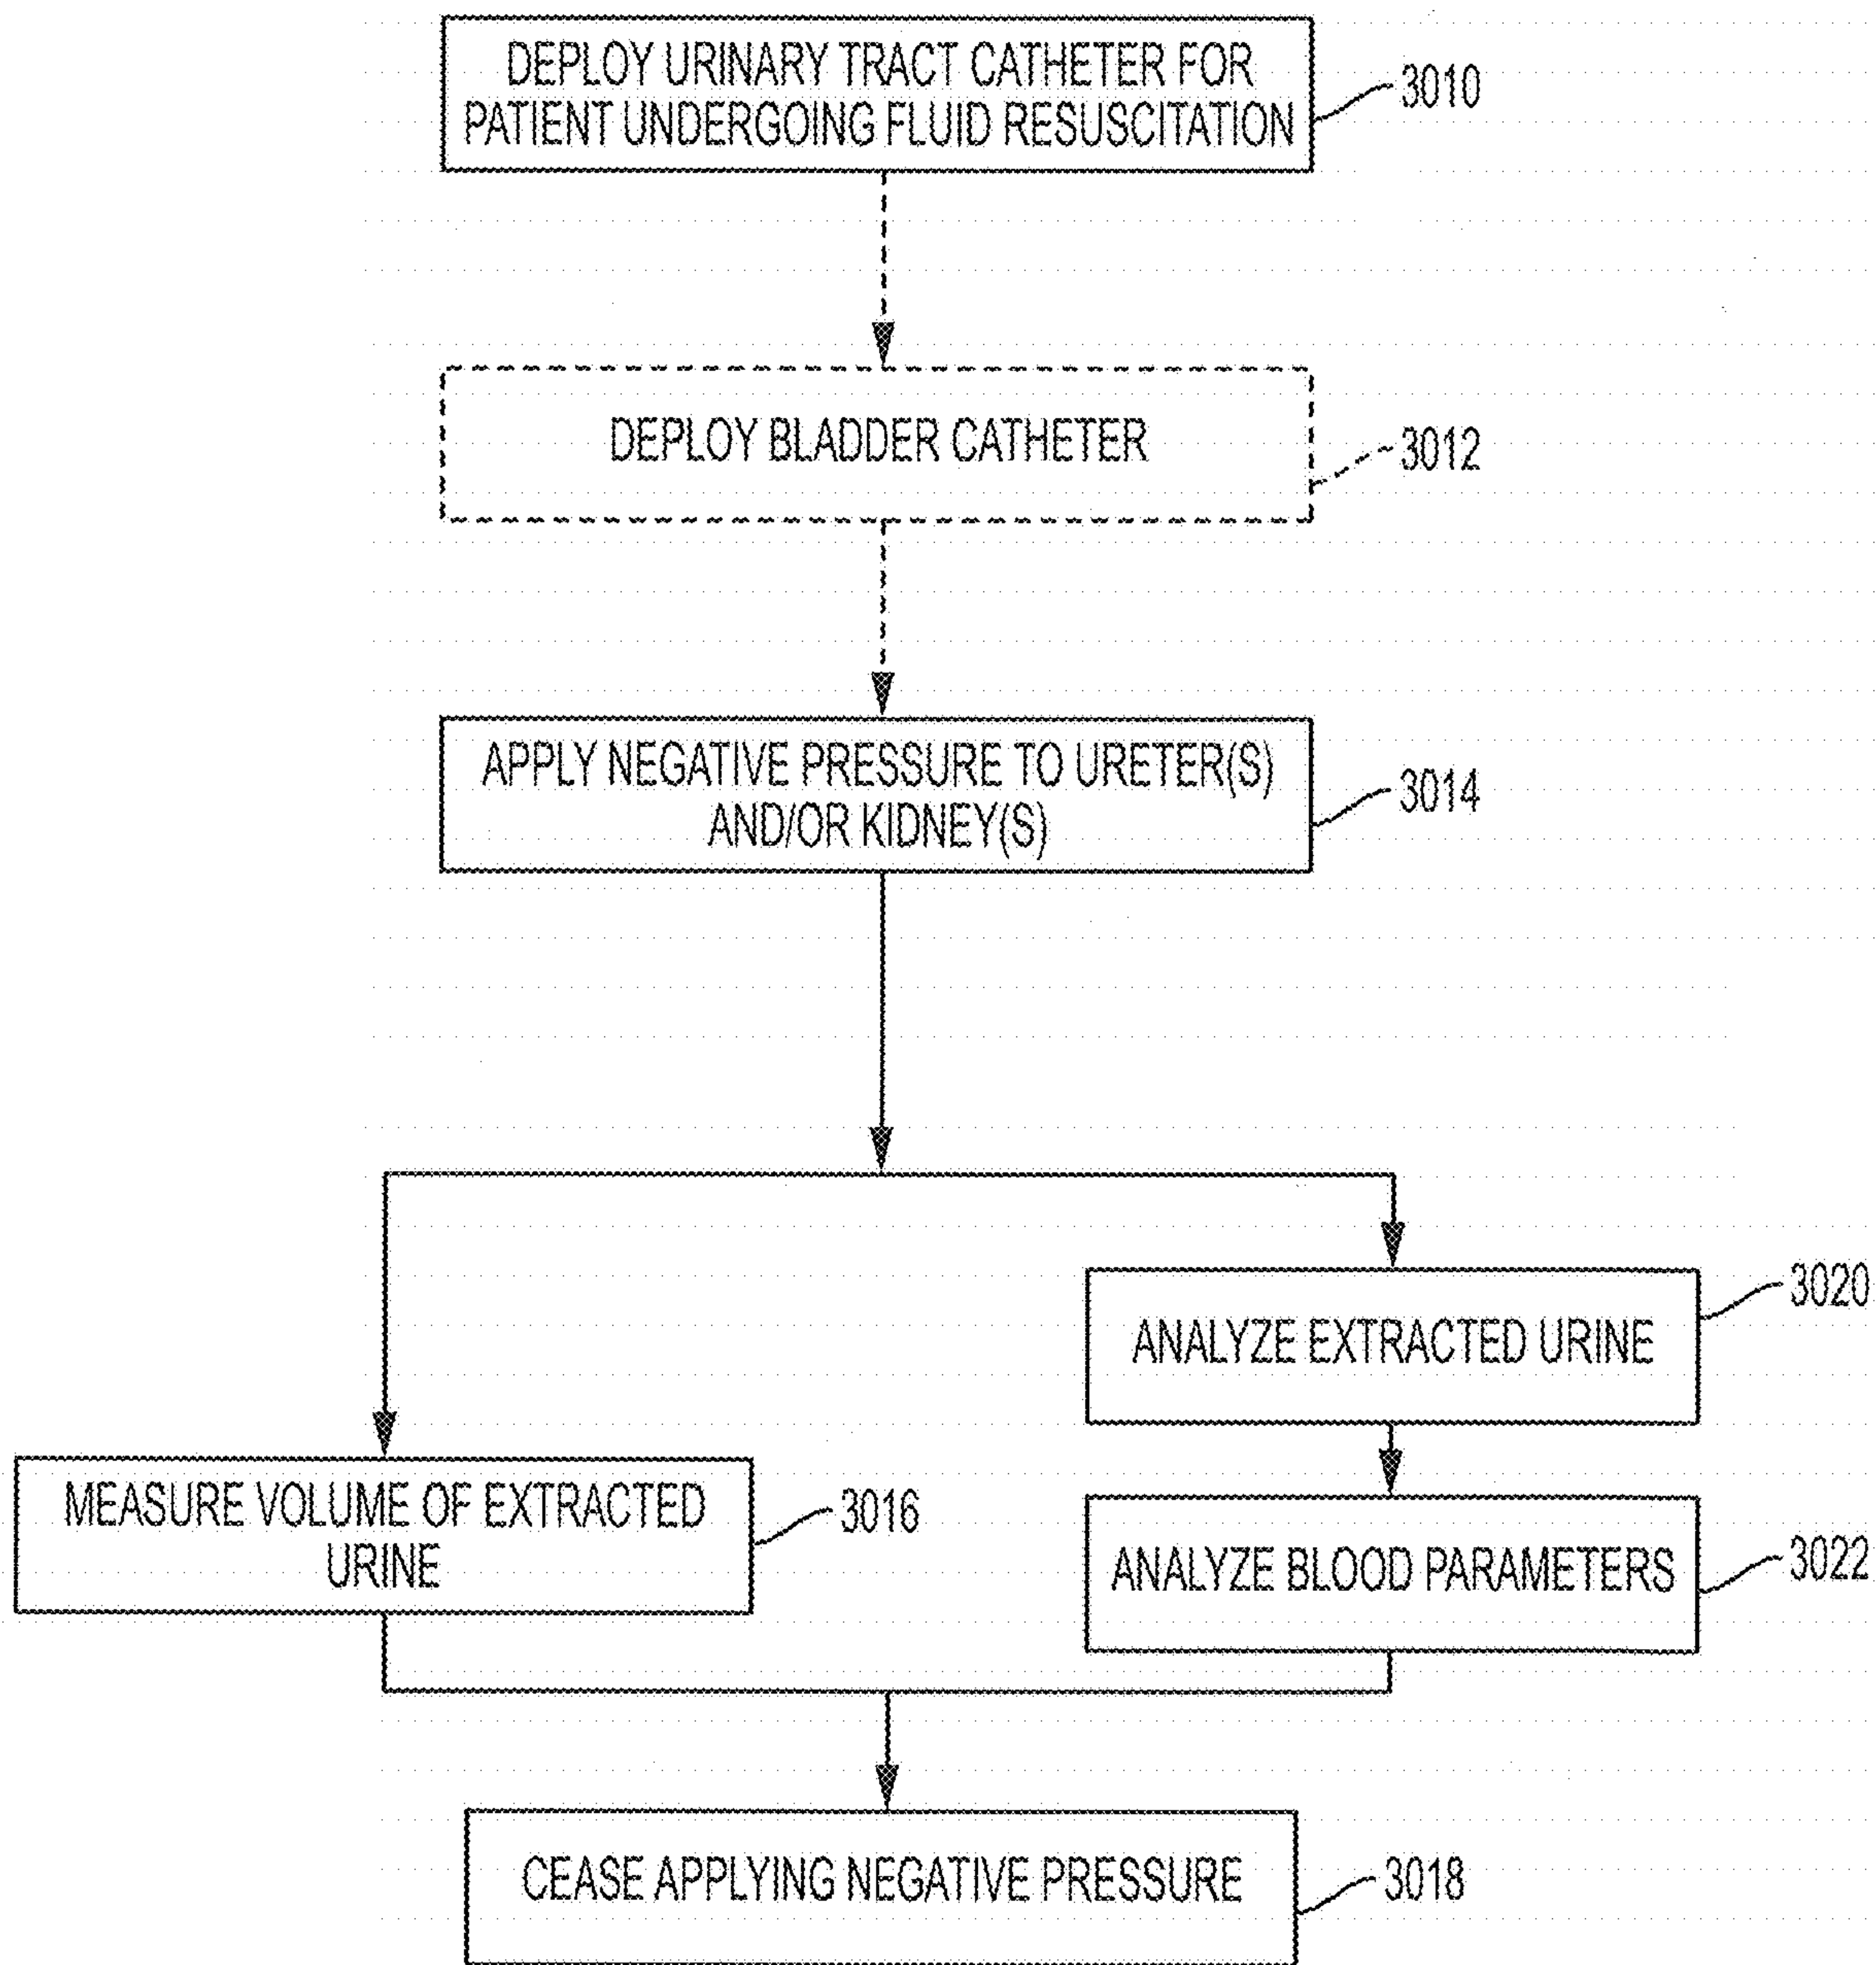 DEPLOY URINARY TRACT CATHETER FOR
PATIENT UNDERGOING FLUID RESUSCITATION
3010
DEPLOY BLADDER CATHETER
3012
APPLY NEGATIVE PRESSURE TO URETER(S)
AND/OR KIDNEY(S)
3014
3020
ANALYZE EXTRACTED URINE
MEASURE VOLUME OF EXTRACTED
URINE
3016
ANALYZE BLOOD PARAMETERS
3022
CEASE APPLYING NEGATIVE PRESSURE
3018